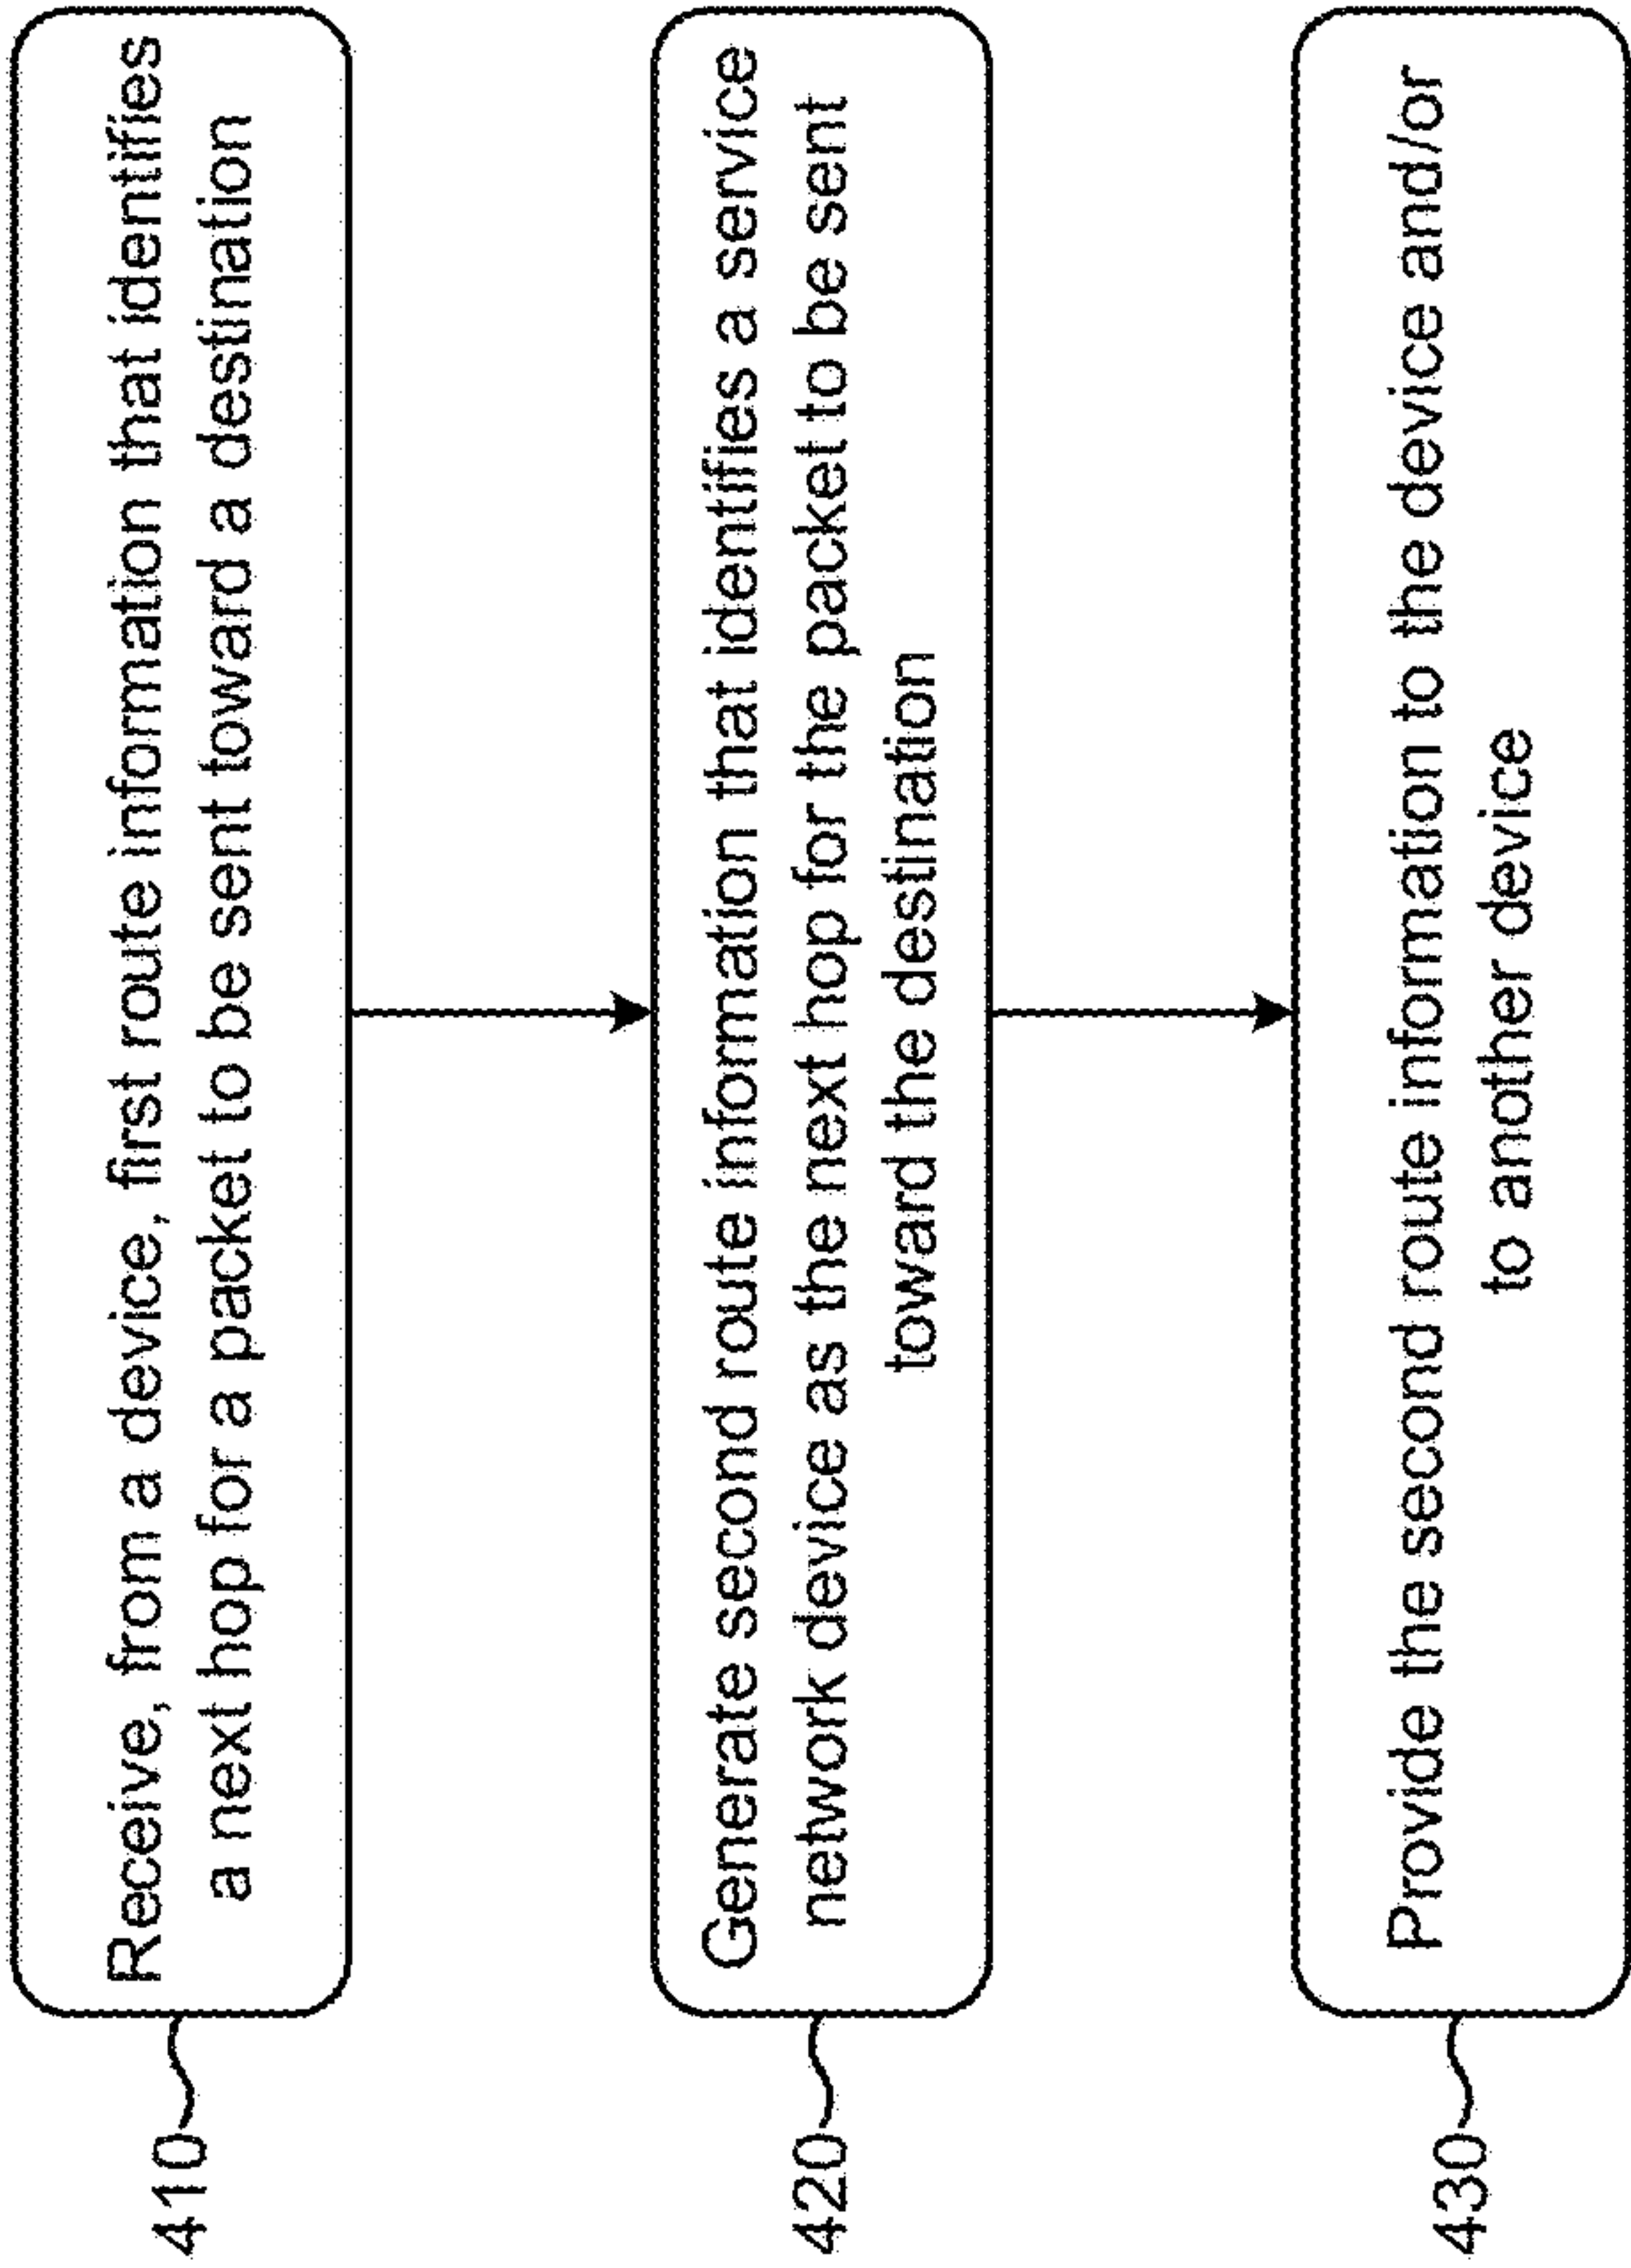 410
Receive, from a device, first route information that identifies
a next hop for a packet to be sent toward a destination
420
Generate second route information that identifies a service
network device as the next hop for the packet to be sent
toward the destination
430
Provide the second route information to the device and/or
to another device